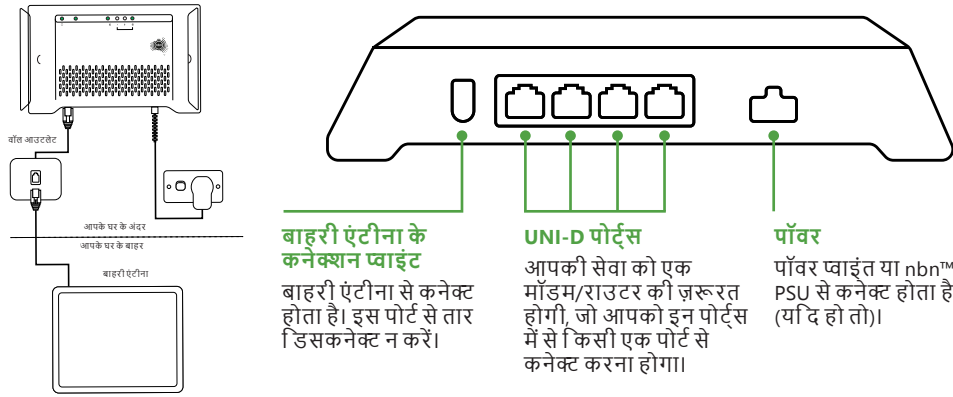 वॉल आउटलेट
आपके घर के अंदर
आपके घर के बाहर
बाहरी एंटीना
बाहरी एंटीना के
कनेक्शन प्वाइंट
बाहरी एंटीना से कनेक्ट
होता है। इस पोर्ट से तार
डिसकनेक्ट न करें।
UNI-D पोर्ट्स
आपकी सेवा को एक
मॉडम/राउटर की ज़रूरत
होगी, जो आपको इन पोर्ट्स
में से किसी एक पोर्ट से
कनेक्ट करना होगा।
पॉवर
पॉवर प्वाइंत या nbn™
PSU से कनेक्ट होता है
(यदि हो तो)।